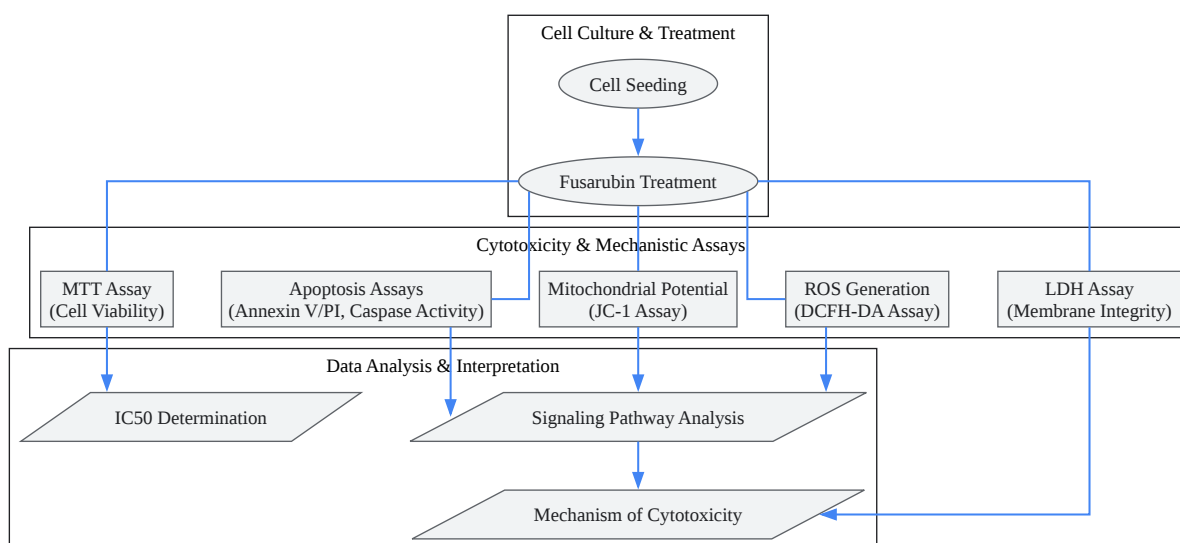 Cell Culture & Treatment
Cell Seeding
Fusarubin Treatment
Cytotoxicity & Mechanistic Assays
MTT Assay
(Cell Viability)
Apoptosis Assays
(Annexin V/PI, Caspase Activity)
Mitochondrial Potential
(JC-1 Assay)
ROS Generation
(DCFH-DA Assay)
LDH Assay
(Membrane Integrity)
Data Analysis & Interpretation
IC50 Determination
Signaling Pathway Analysis
Mechanism of Cytotoxicity